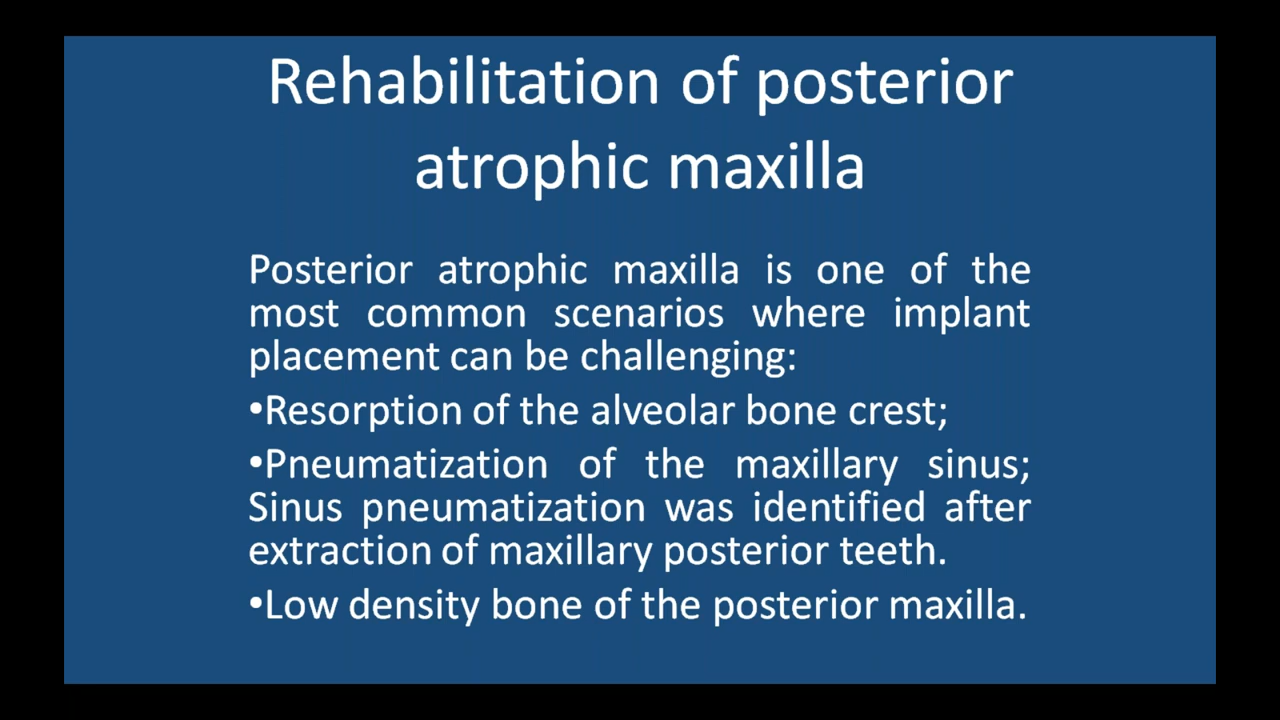 Rehabilitation of posterior
atrophic maxilla
Posterior atrophic maxilla is one of the
most common scenarios where implant
placement can be challenging:
•Resorption of the alveolar bone crest;
•Pneumatization of the maxillary sinus;
Sinus pneumatization was identified after
extraction of maxillary posterior teeth.
•Low density bone of the posterior maxilla.